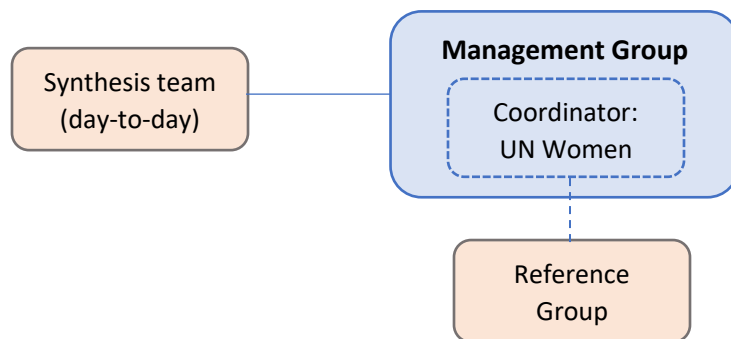 Synthesis team
(day-to-day)
Management Group
Coordinator:
UN Women
Reference
Group